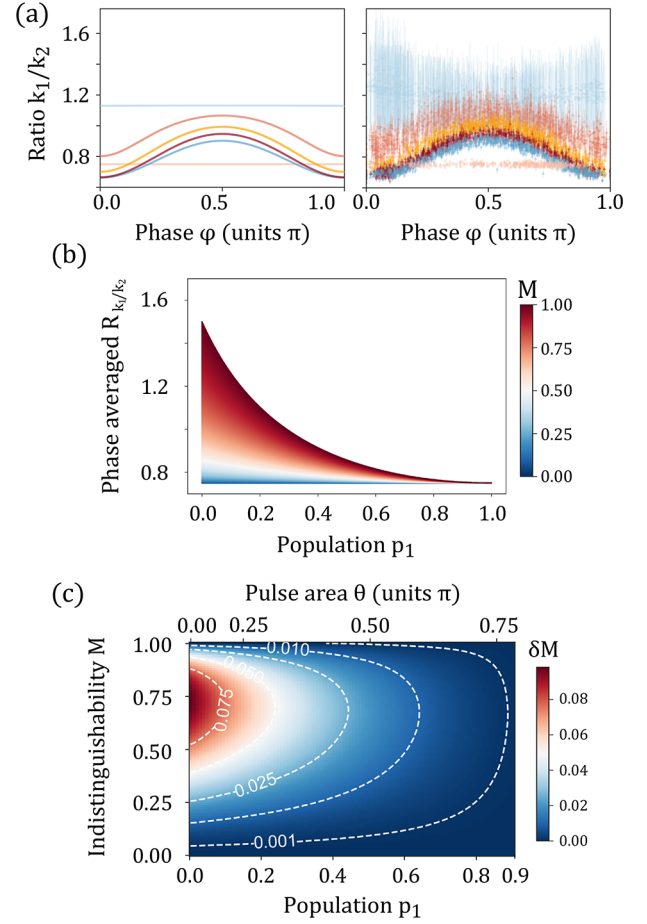 (a)
1.6
1.2
0.8
Ratio k₁/k₂
0.0 0.5 1.0
Phase φ (units π)
0.0 0.5 1.0
Phase φ (units π)
(b)
1.6
1.2
0.8
Phase averaged R k₁/k₂
0.0 0.2 0.4 0.6 0.8 1.0
Population p₁
M
1.00
0.75
0.50
0.25
0.00
(c)
Pulse area θ (units π)
0.00 0.25 0.50 0.75
1.00
0.75
0.50
0.25
0.00
Indistinguishability M
0.010
0.050
0.075
0.025
0.001
0.0 0.2 0.4 0.6 0.8 0.9
Population p₁
δM
0.08
0.06
0.04
0.02
0.00